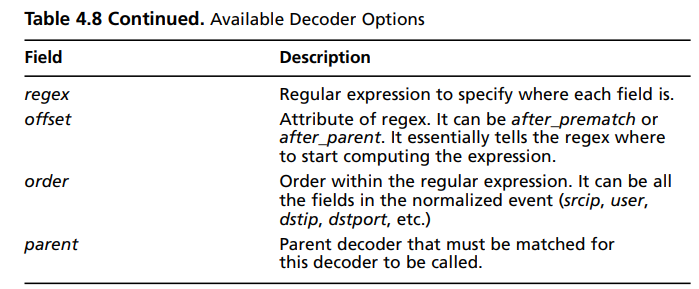 Table 4.8 Continued. Available Decoder Options
Field Description
regex Regular expression to specify where each field is.
offset Attribute of regex. It can be after_prematch or
after_parent. It essentially tells the regex where
to start computing the expression.
order Order within the regular expression. It can be all
the fields in the normalized event (srcip, user,
dstip, dstport, etc.)
parent Parent decoder that must be matched for
this decoder to be called.